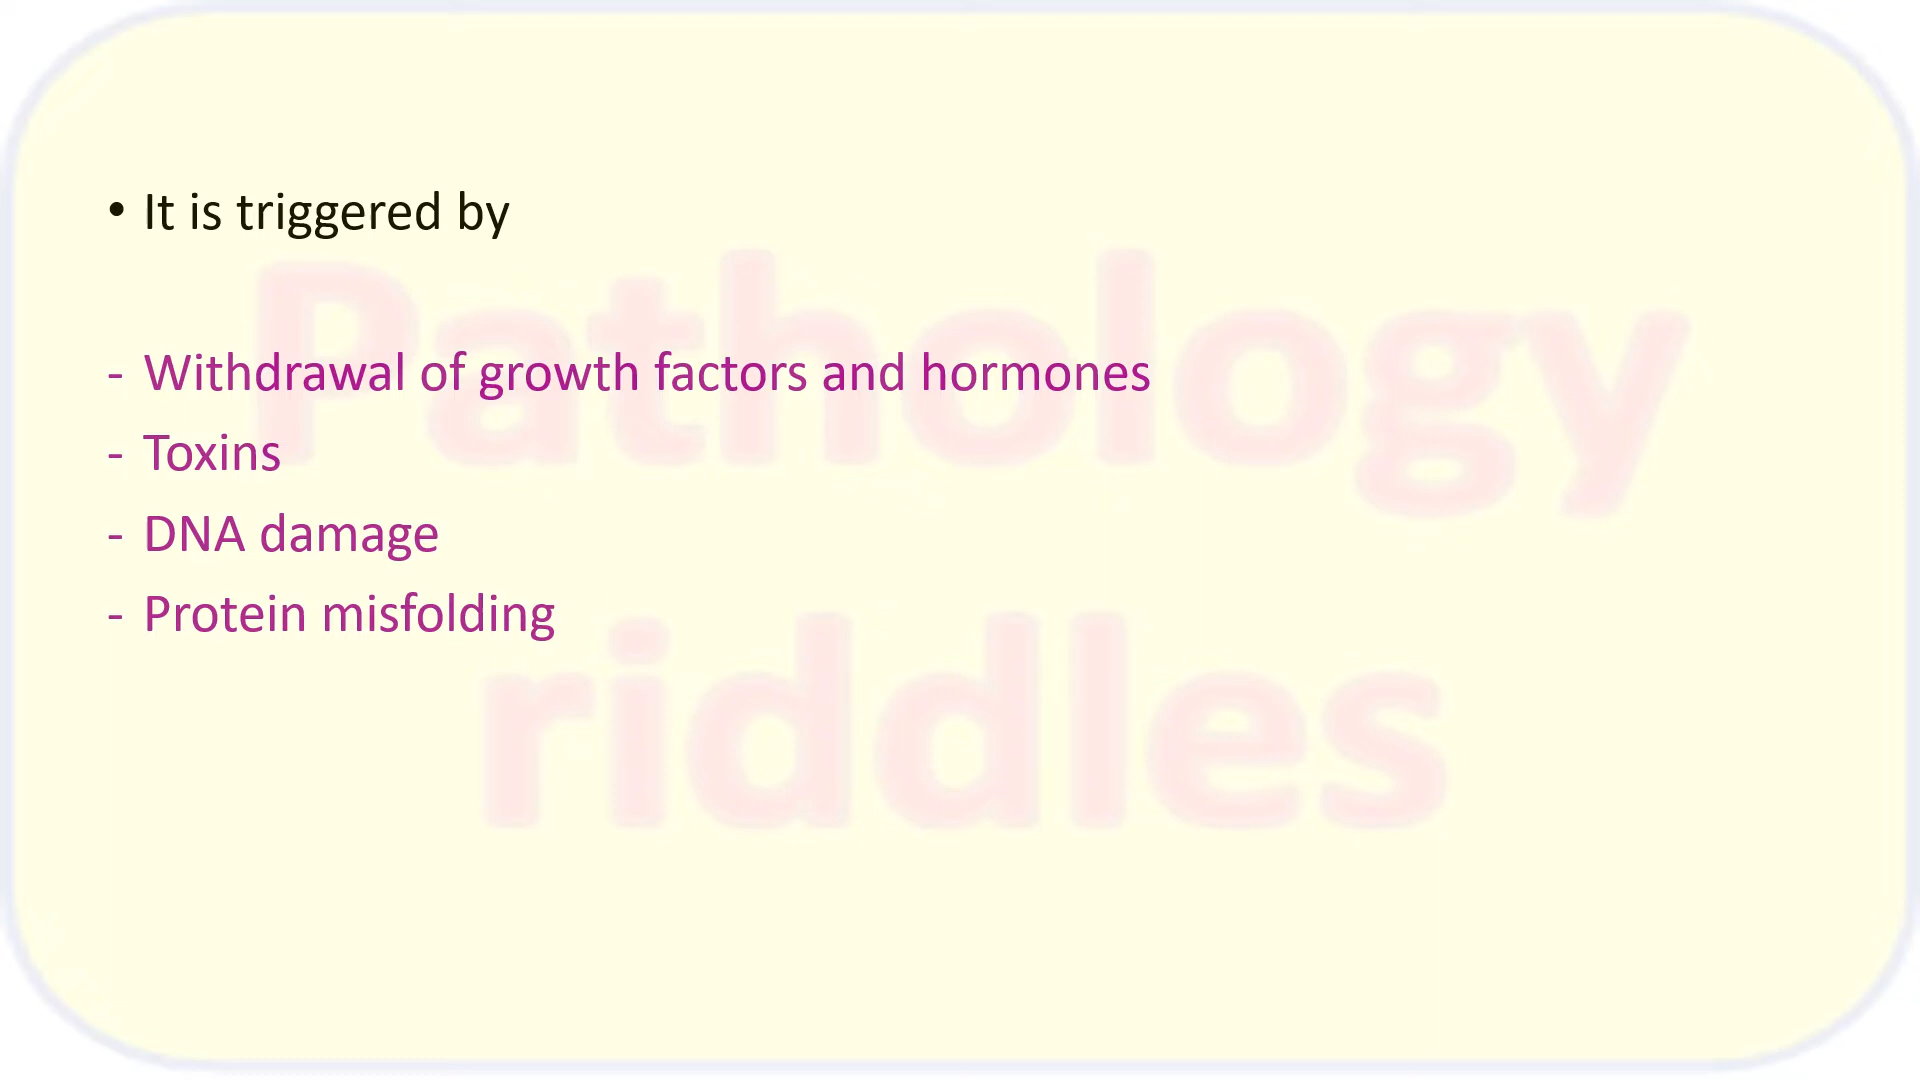 • It is triggered by
Pathology
- Withdrawal of growth factors and hormones
- Toxins
- DNA damage
- Protein misfolding
riddles